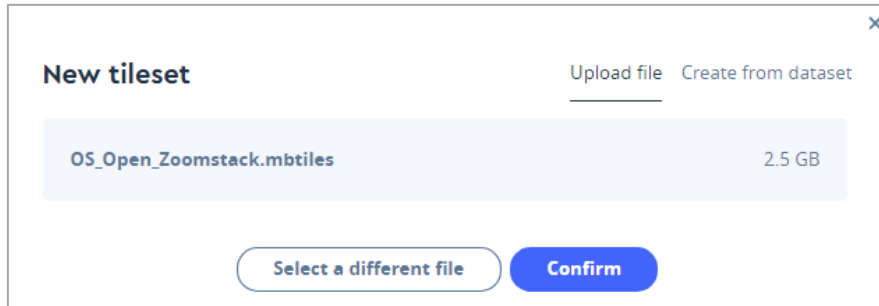 New tileset
Upload file
Create from dataset
OS_Open_Zoomstack.mbtiles
2.5 GB
Select a different file
Confirm